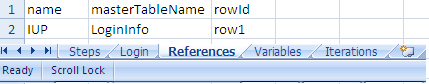 1 name masterTableName rowId
2 IUP LoginInfo row1
Steps Login References Variables Iterations
Ready Scroll Lock